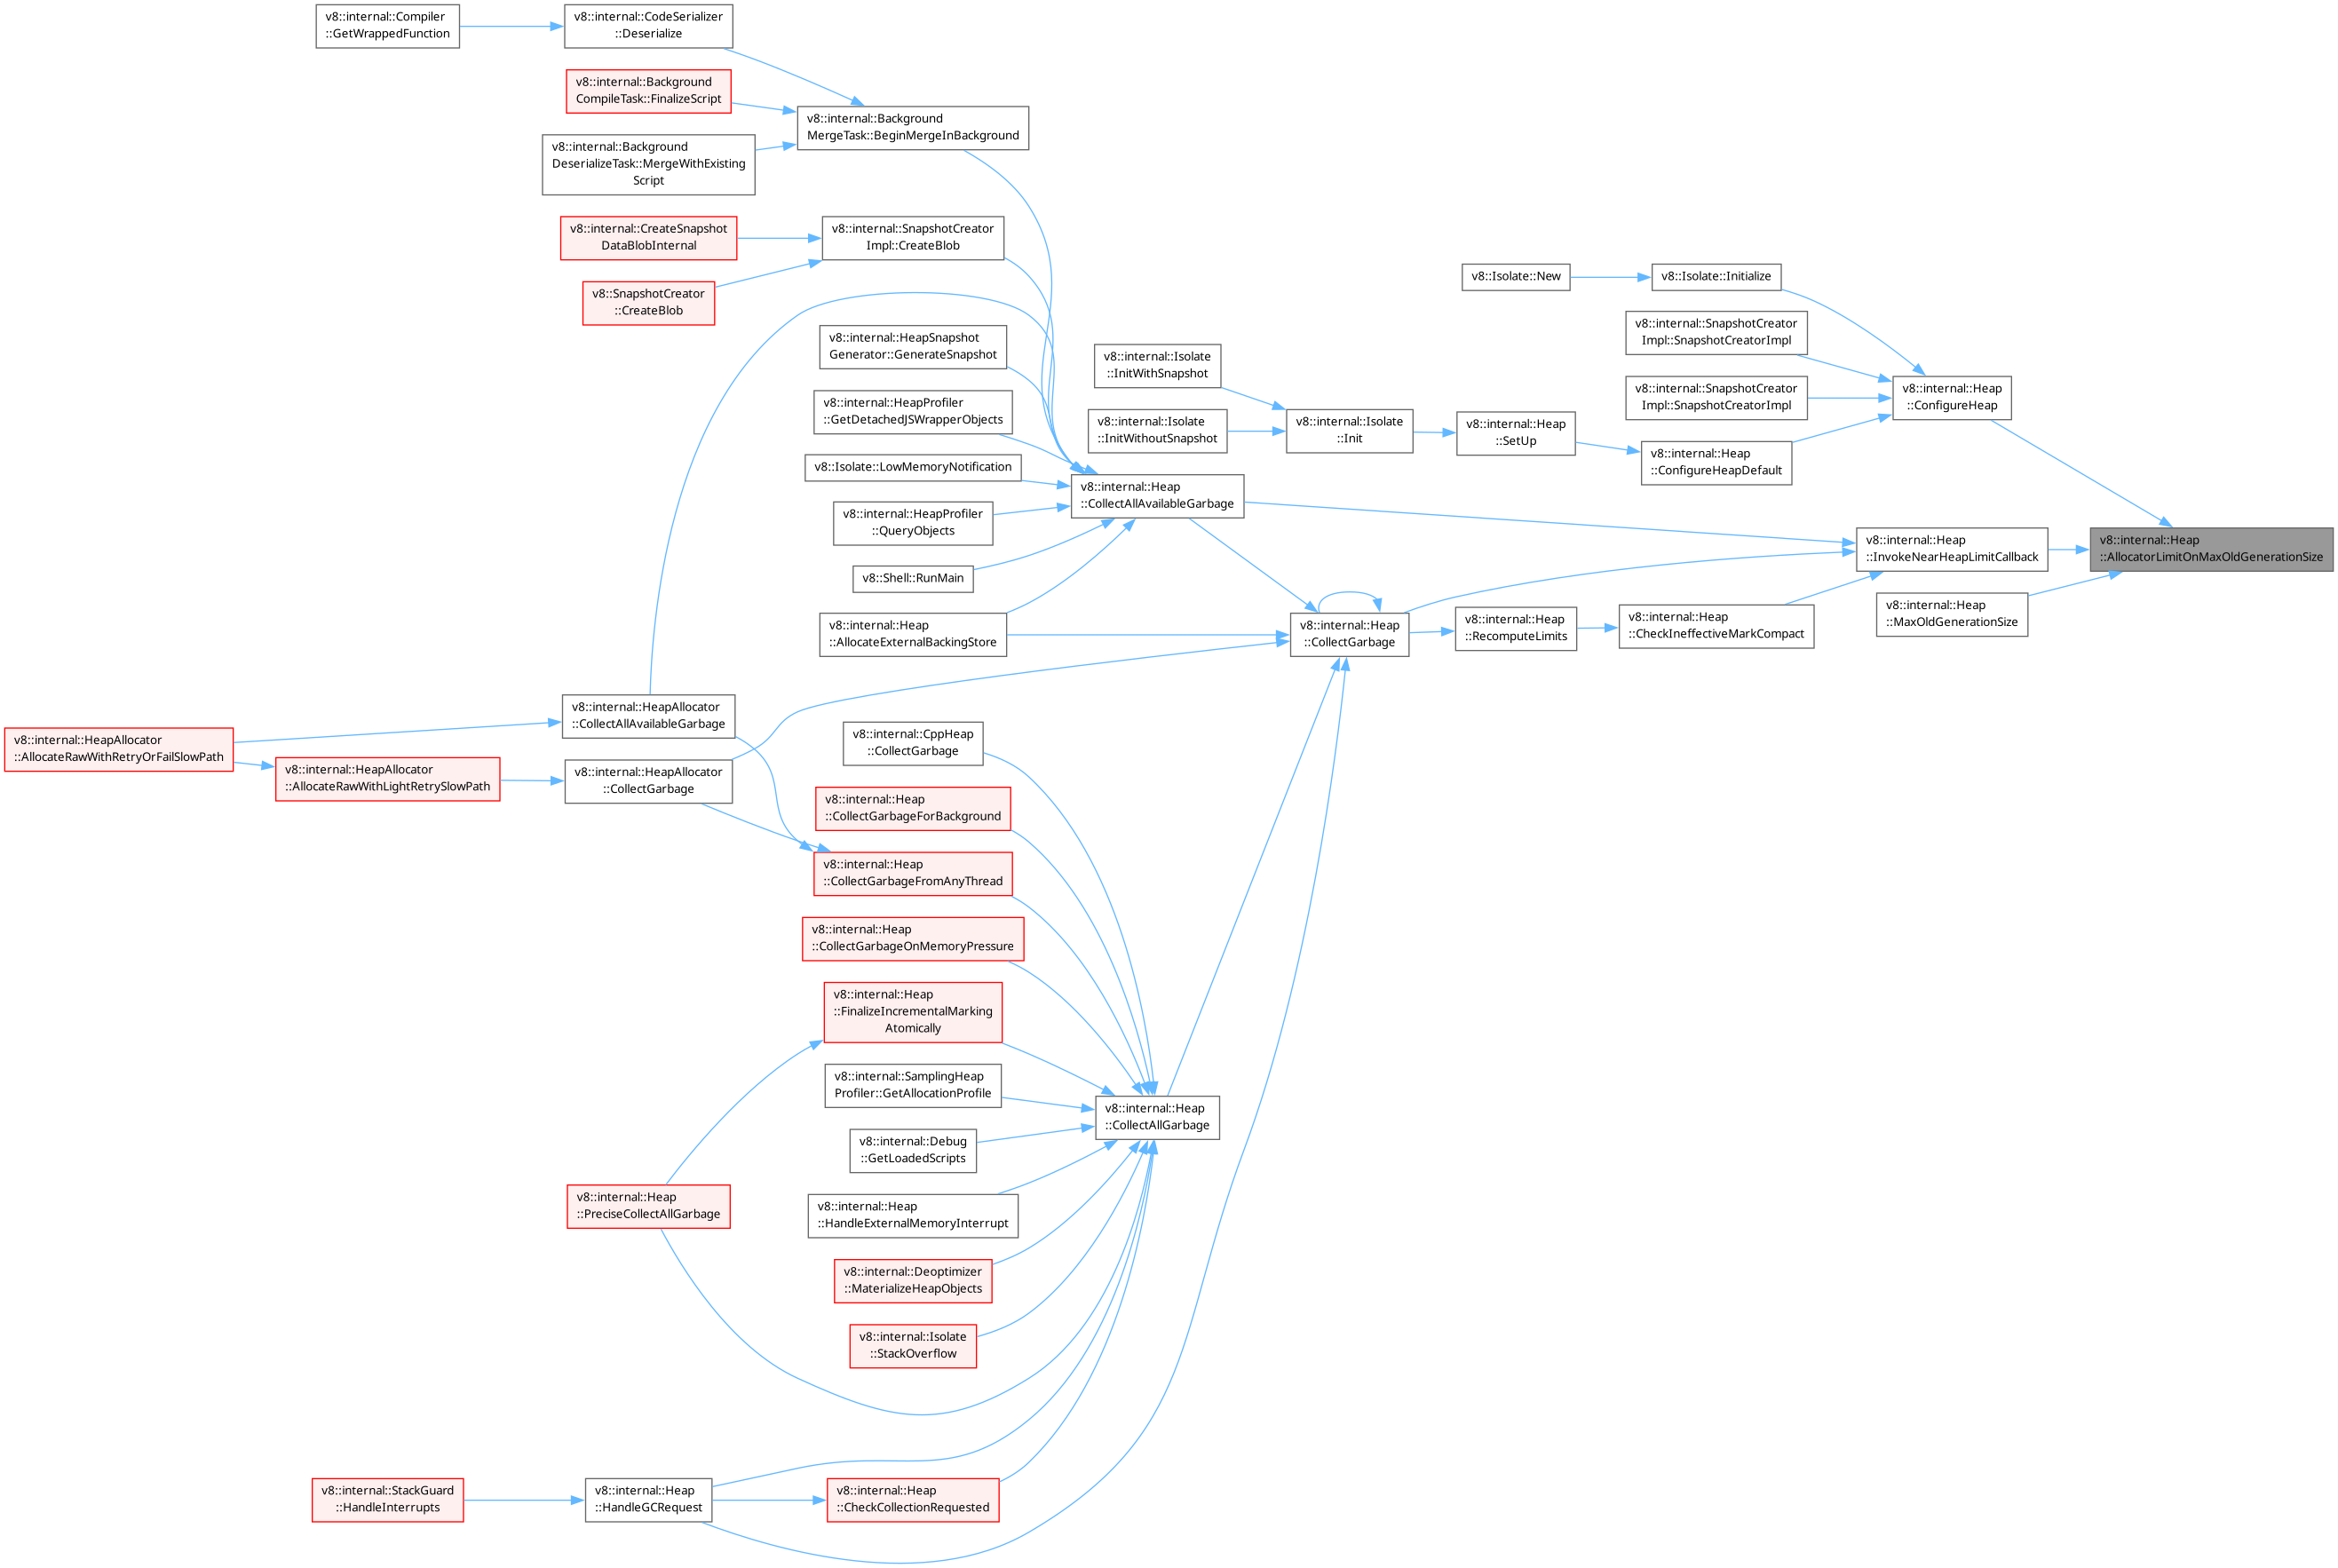 v8::internal::Compiler
::GetWrappedFunction
v8::internal::CodeSerializer
::Deserialize
v8::internal::Background
CompileTask::FinalizeScript
v8::internal::Background
MergeTask::BeginMergeInBackground
v8::internal::Background
DeserializeTask::MergeWithExisting
Script
v8::internal::CreateSnapshot
DataBlobInternal
v8::internal::SnapshotCreator
Impl::CreateBlob
v8::SnapshotCreator
::CreateBlob
v8::Isolate::New
v8::Isolate::Initialize
v8::internal::SnapshotCreator
Impl::SnapshotCreatorImpl
v8::internal::HeapSnapshot
Generator::GenerateSnapshot
v8::internal::Isolate
::InitWithSnapshot
v8::internal::SnapshotCreator
Impl::SnapshotCreatorImpl
v8::internal::Heap
::ConfigureHeap
v8::internal::HeapProfiler
::GetDetachedJSWrapperObjects
v8::internal::Isolate
::InitWithoutSnapshot
v8::internal::Isolate
::Init
v8::internal::Heap
::SetUp
v8::internal::Heap
::ConfigureHeapDefault
v8::Isolate::LowMemoryNotification
v8::internal::Heap
::CollectAllAvailableGarbage
v8::internal::HeapProfiler
::QueryObjects
v8::internal::Heap
::InvokeNearHeapLimitCallback
v8::internal::Heap
::AllocatorLimitOnMaxOldGenerationSize
v8::Shell::RunMain
v8::internal::Heap
::AllocateExternalBackingStore
v8::internal::Heap
::CollectGarbage
v8::internal::Heap
::RecomputeLimits
v8::internal::Heap
::CheckIneffectiveMarkCompact
v8::internal::Heap
::MaxOldGenerationSize
v8::internal::HeapAllocator
::CollectAllAvailableGarbage
v8::internal::HeapAllocator
::AllocateRawWithRetryOrFailSlowPath
v8::internal::HeapAllocator
::AllocateRawWithLightRetrySlowPath
v8::internal::HeapAllocator
::CollectGarbage
v8::internal::CppHeap
::CollectGarbage
v8::internal::Heap
::CollectGarbageForBackground
v8::internal::Heap
::CollectGarbageFromAnyThread
v8::internal::Heap
::CollectGarbageOnMemoryPressure
v8::internal::Heap
::FinalizeIncrementalMarking
Atomically
v8::internal::SamplingHeap
Profiler::GetAllocationProfile
v8::internal::Heap
::CollectAllGarbage
v8::internal::Debug
::GetLoadedScripts
v8::internal::Heap
::PreciseCollectAllGarbage
v8::internal::Heap
::HandleExternalMemoryInterrupt
v8::internal::Deoptimizer
::MaterializeHeapObjects
v8::internal::Isolate
::StackOverflow
v8::internal::StackGuard
::HandleInterrupts
v8::internal::Heap
::HandleGCRequest
v8::internal::Heap
::CheckCollectionRequested